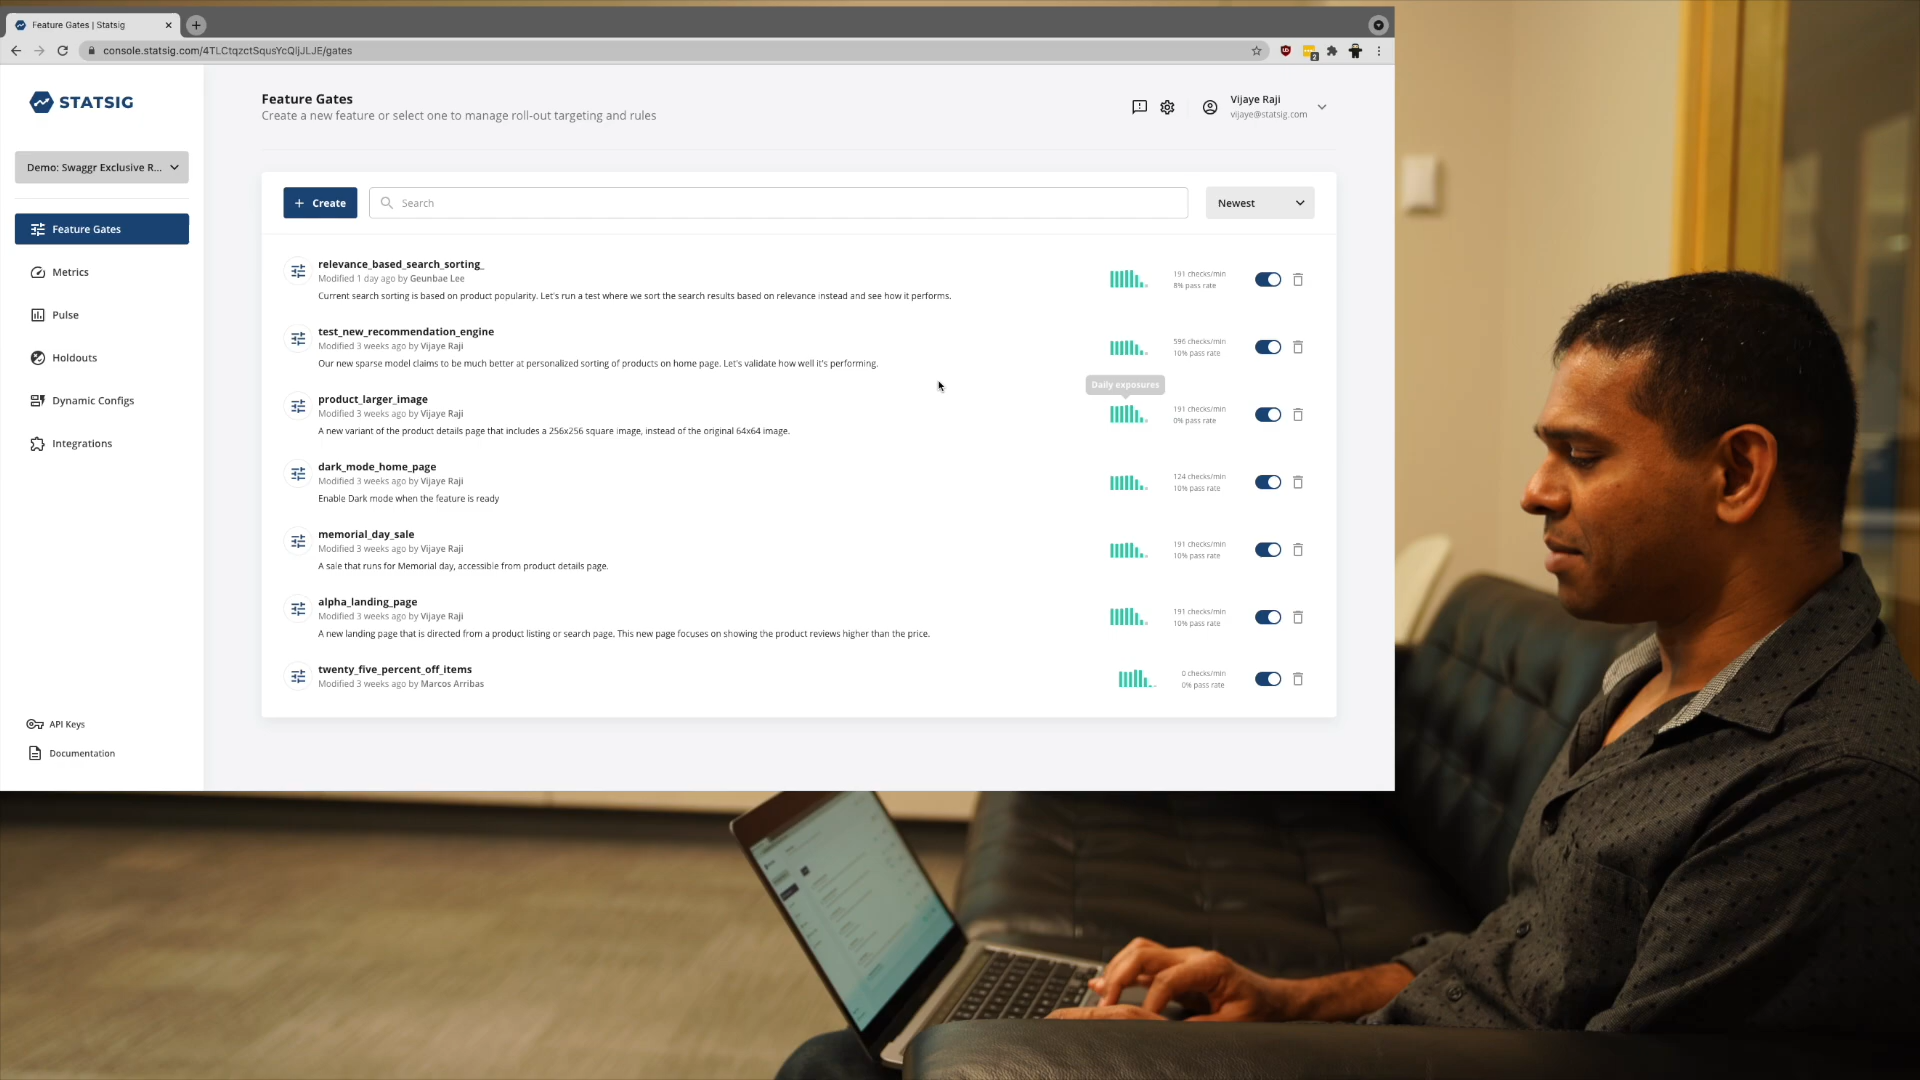 Feature Gates | Statsig
console.statsig.com/4TLCtqzctSqusYcQIjJLJE/gates
2
STATSIG
Feature Gates
Create a new feature or select one to manage roll-out targeting and rules
Vijaye Raji
vijaye@statsig.com
Demo: Swaggr Exclusive R...
Create
Search
Newest
Feature Gates
Metrics
Pulse
Holdouts
Dynamic Configs
Integrations
API Keys
Documentation
relevance_based_search_sorting_
Modified 1 day ago by Geunbae Lee
Current search sorting is based on product popularity. Let's run a test where we sort the search results based on relevance instead and see how it performs.
191 checks/min
8% pass rate
test_new_recommendation_engine
Modified 3 weeks ago by Vijaye Raji
Our new sparse model claims to be much better at personalized sorting of products on home page. Let's validate how well it's performing.
596 checks/min
10% pass rate
Daily exposures
product_larger_image
Modified 3 weeks ago by Vijaye Raji
A new variant of the product details page that includes a 256x256 square image, instead of the original 64x64 image.
191 checks/min
0% pass rate
dark_mode_home_page
Modified 3 weeks ago by Vijaye Raji
Enable Dark mode when the feature is ready
124 checks/min
10% pass rate
memorial_day_sale
Modified 3 weeks ago by Vijaye Raji
A sale that runs for Memorial day, accessible from product details page.
191 checks/min
10% pass rate
alpha_landing_page
Modified 3 weeks ago by Vijaye Raji
A new landing page that is directed from a product listing or search page. This new page focuses on showing the product reviews higher than the price.
191 checks/min
10% pass rate
twenty_five_percent_off_items
Modified 3 weeks ago by Marcos Arribas
0 checks/min
0% pass rate